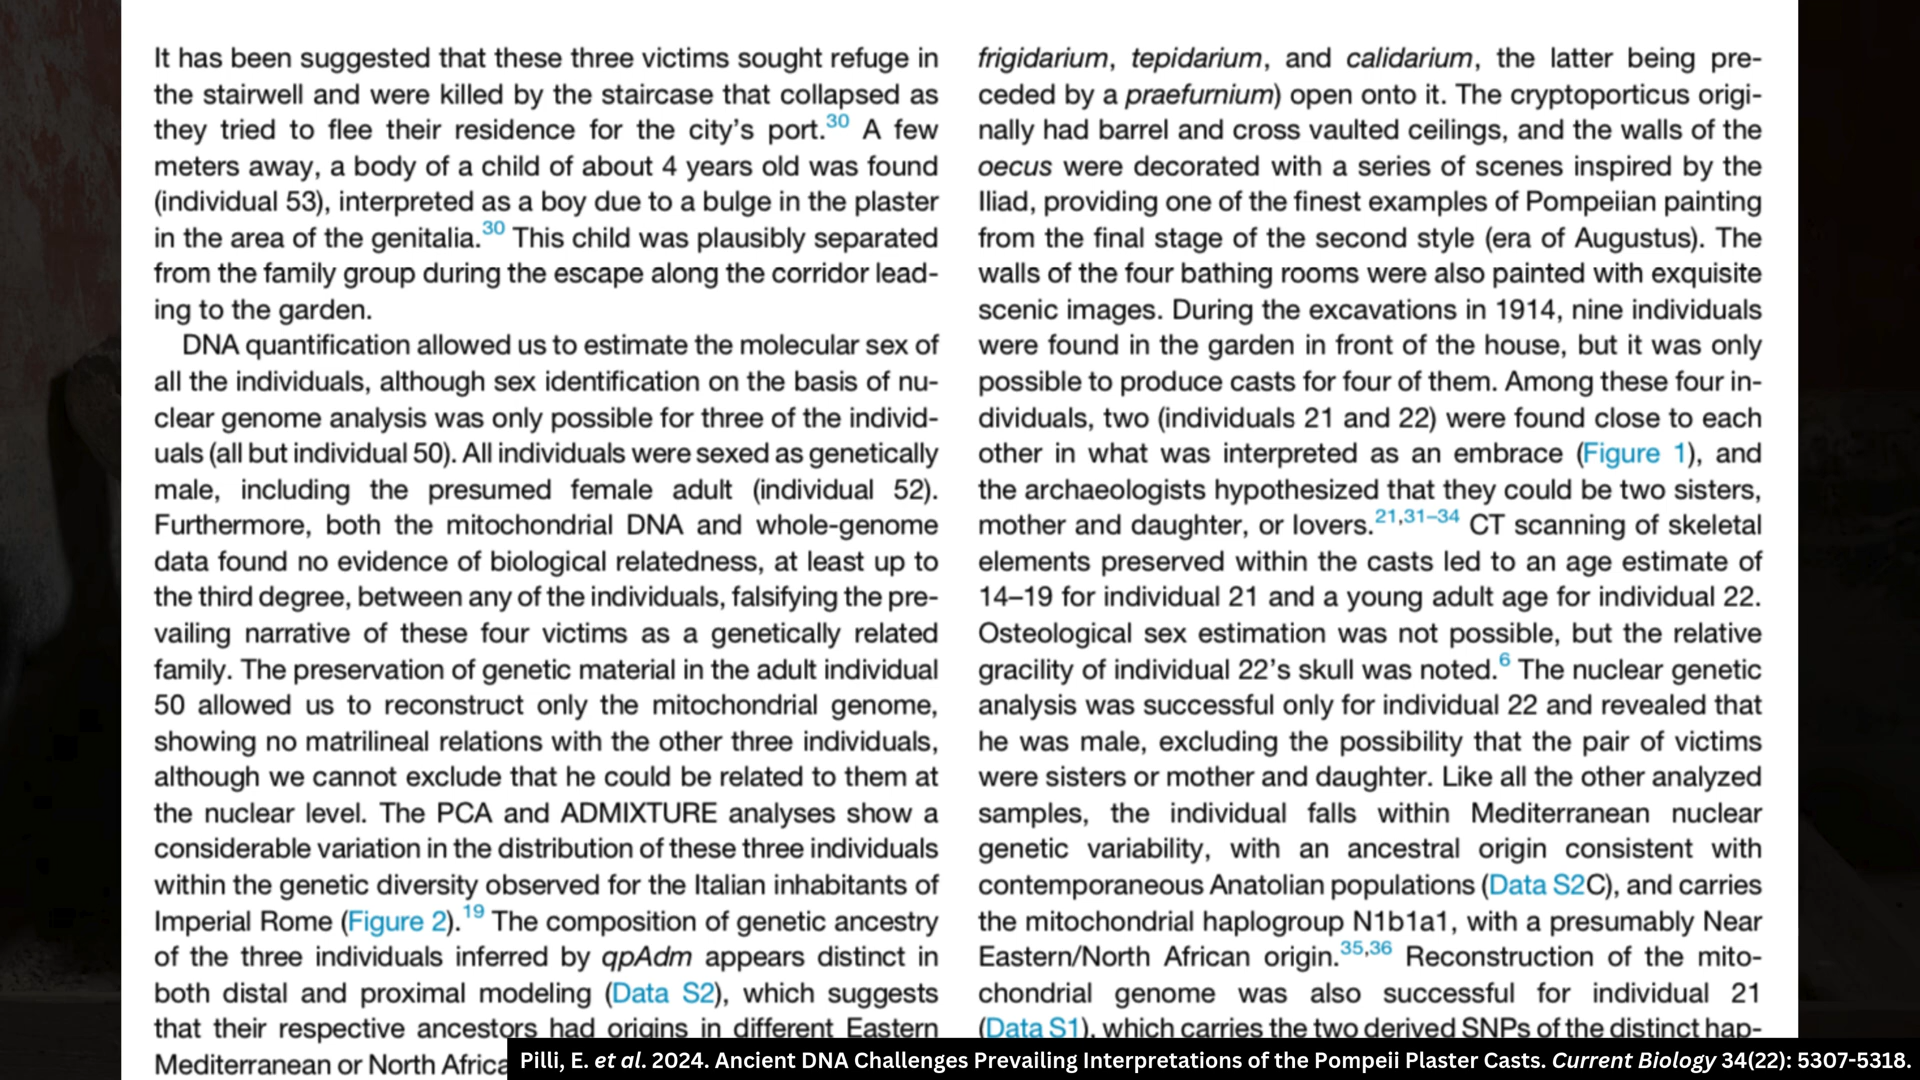 It has been suggested that these three victims sought refuge in
the stairwell and were killed by the staircase that collapsed as
they tried to flee their residence for the city's port.30 A few
meters away, a body of a child of about 4 years old was found
(individual 53), interpreted as a boy due to a bulge in the plaster
in the area of the genitalia.30 This child was plausibly separated
from the family group during the escape along the corridor lead-
ing to the garden.
DNA quantification allowed us to estimate the molecular sex of
all the individuals, although sex identification on the basis of nu-
clear genome analysis was only possible for three of the individ-
uals (all but individual 50). All individuals were sexed as genetically
male, including the presumed female adult (individual 52).
Furthermore, both the mitochondrial DNA and whole-genome
data found no evidence of biological relatedness, at least up to
the third degree, between any of the individuals, falsifying the pre-
vailing narrative of these four victims as a genetically related
family. The preservation of genetic material in the adult individual
50 allowed us to reconstruct only the mitochondrial genome,
showing no matrilineal relations with the other three individuals,
although we cannot exclude that he could be related to them at
the nuclear level. The PCA and ADMIXTURE analyses show a
considerable variation in the distribution of these three individuals
within the genetic diversity observed for the Italian inhabitants of
Imperial Rome (Figure 2).19 The composition of genetic ancestry
of the three individuals inferred by qpAdm appears distinct in
both distal and proximal modeling (Data S2), which suggests
that their respective ancestors had origins in different Eastern
Mediterranean or North Africa
frigidarium, tepidarium, and calidarium, the latter being pre-
ceded by a praefurnium) open onto it. The cryptoporticus origi-
nally had barrel and cross vaulted ceilings, and the walls of the
oecus were decorated with a series of scenes inspired by the
Iliad, providing one of the finest examples of Pompeiian painting
from the final stage of the second style (era of Augustus). The
walls of the four bathing rooms were also painted with exquisite
scenic images. During the excavations in 1914, nine individuals
were found in the garden in front of the house, but it was only
possible to produce casts for four of them. Among these four in-
dividuals, two (individuals 21 and 22) were found close to each
other in what was interpreted as an embrace (Figure 1), and
the archaeologists hypothesized that they could be two sisters,
mother and daughter, or lovers.21,31–34 CT scanning of skeletal
elements preserved within the casts led to an age estimate of
14–19 for individual 21 and a young adult age for individual 22.
Osteological sex estimation was not possible, but the relative
gracility of individual 22's skull was noted.6 The nuclear genetic
analysis was successful only for individual 22 and revealed that
he was male, excluding the possibility that the pair of victims
were sisters or mother and daughter. Like all the other analyzed
samples, the individual falls within Mediterranean nuclear
genetic variability, with an ancestral origin consistent with
contemporaneous Anatolian populations (Data S2C), and carries
the mitochondrial haplogroup N1b1a1, with a presumably Near
Eastern/North African origin.35,36 Reconstruction of the mito-
chondrial genome was also successful for individual 21
(Data S1), which carries the two derived SNPs of the distinct hap-
Pilli, E. et al. 2024. Ancient DNA Challenges Prevailing Interpretations of the Pompeii Plaster Casts. Current Biology 34(22): 5307-5318.